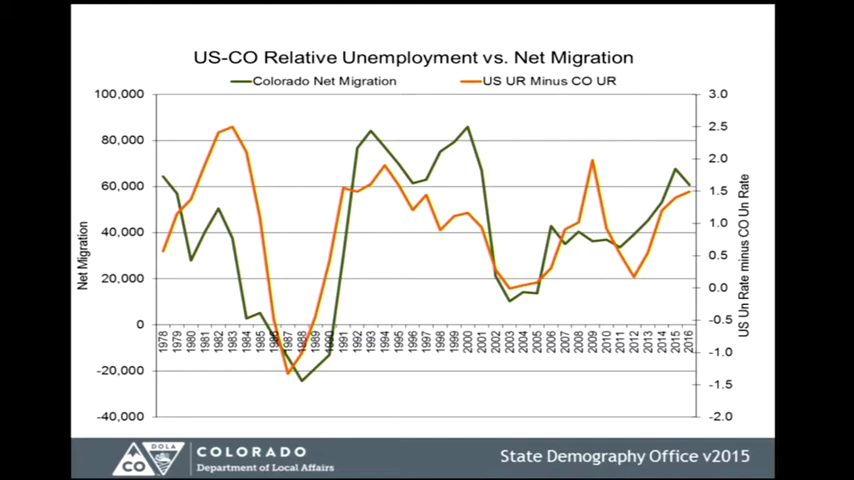 US-CO Relative Unemployment vs. Net Migration
Colorado Net Migration
US UR Minus CO UR
100,000
80,000
60,000
40,000
20,000
0
-20,000
-40,000
Net Migration
3.0
2.5
2.0
1.5
1.0
0.5
0.0
-0.5
-1.0
-1.5
-2.0
US Un Rate minus CO Un Rate
1978 1979 1980 1981 1982 1983 1984 1985 1986 1987 1988 1989 1990 1991 1992 1993 1994 1995 1996 1997 1998 1999 2000 2001 2002 2003 2004 2005 2006 2007 2008 2009 2010 2011 2012 2013 2014 2015 2016
CO
DOLA
COLORADO
Department of Local Affairs
State Demography Office v2015